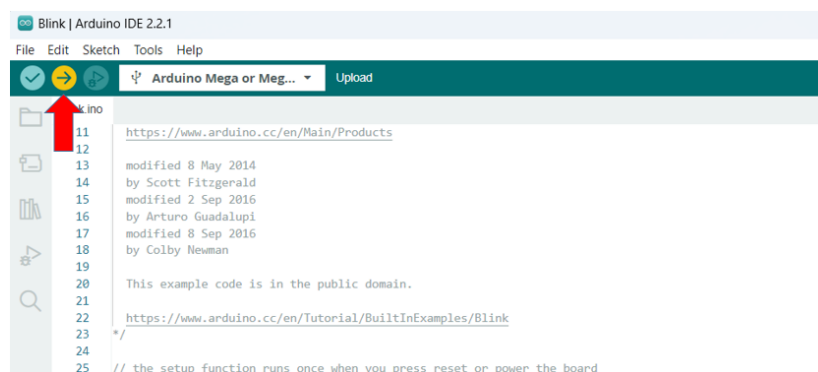 Blink | Arduino IDE 2.2.1
File Edit Sketch Tools Help
Arduino Mega or Meg... Upload
k.ino
11 https://www.arduino.cc/en/Main/Products
12
13 modified 8 May 2014
14 by Scott Fitzgerald
15 modified 2 Sep 2016
16 by Arturo Guadalupi
17 modified 8 Sep 2016
18 by Colby Newman
19
20 This example code is in the public domain.
21
22 https://www.arduino.cc/en/Tutorial/BuiltInExamples/Blink
23 */
24
25 // the setup function runs once when you press reset or power the board